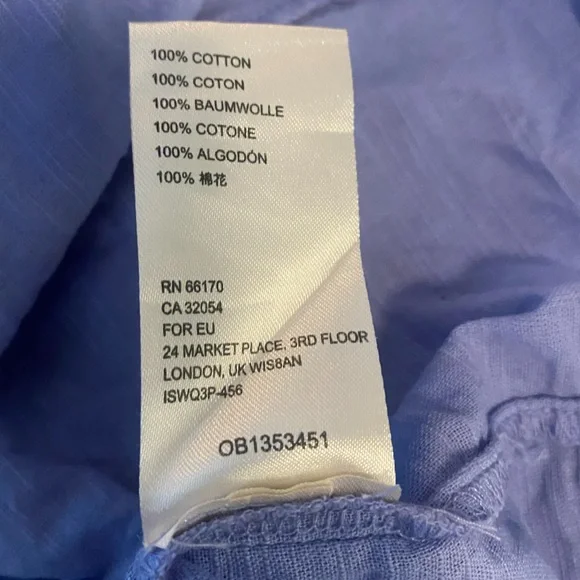 100% COTTON
100% COTON
100% BAUMWOLLE
100% COTONE
100% ALGODÓN
100% 棉花
RN 66170
CA 32054
FOR EU
24 MARKET PLACE, 3RD FLOOR
LONDON, UK WIS8AN
ISWQ3P-456
OB1353451